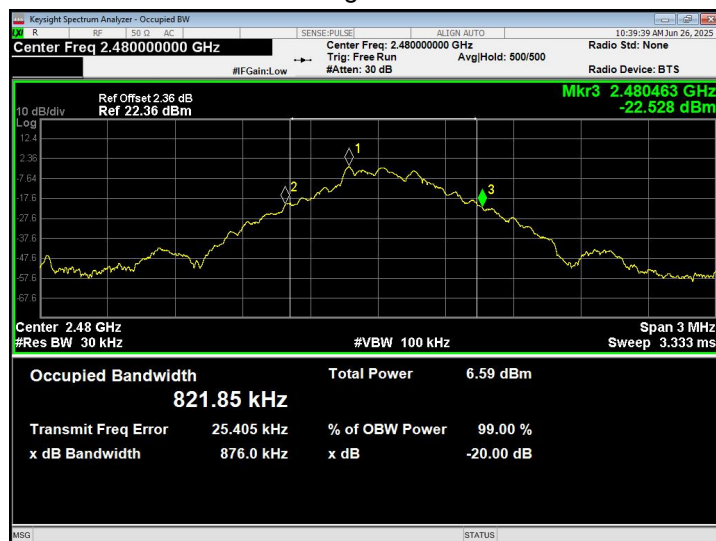 Keysight Spectrum Analyzer - Occupied BW
R RF 50 Ω AC SENSE:PULSE ALIGN AUTO 10:39:39 AM Jun 26, 2025
Center Freq 2.480000000 GHz Center Freq: 2.480000000 GHz Radio Std: None
Trig: Free Run Avg|Hold: 500/500
#IFGain:Low #Atten: 30 dB Radio Device: BTS
Mkr3 2.480463 GHz
Ref Offset 2.36 dB
10 dB/div Ref 22.36 dBm -22.528 dBm
Log
12.4
2.36
-7.64
-17.6
-27.6
-37.6
-47.6
-57.6
-67.6
1
2
3
Center 2.48 GHz Span 3 MHz
#Res BW 30 kHz #VBW 100 kHz Sweep 3.333 ms
Occupied Bandwidth Total Power 6.59 dBm
821.85 kHz
Transmit Freq Error 25.405 kHz % of OBW Power 99.00 %
x dB Bandwidth 876.0 kHz x dB -20.00 dB
MSG STATUS